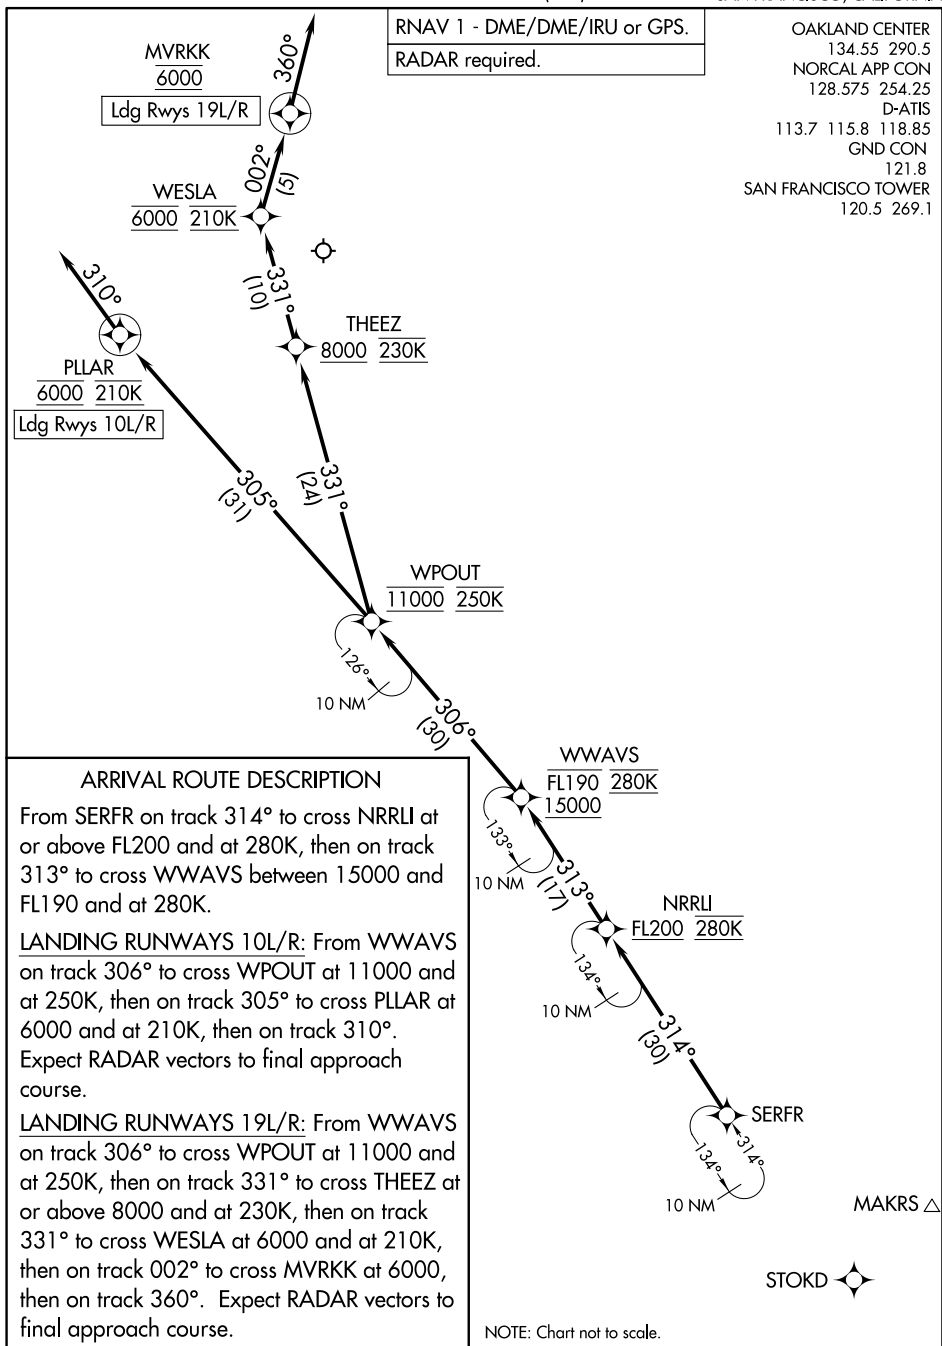 RNAV 1 - DME/DME/IRU or GPS.
RADAR required.
OAKLAND CENTER
134.55 290.5
NORCAL APP CON
128.575 254.25
D-ATIS
113.7 115.8 118.85
GND CON
121.8
SAN FRANCISCO TOWER
120.5 269.1
MVRKK
6000
Ldg Rwys 19L/R
360°
002°
(5)
WESLA
6000 210K
331°
(10)
310°
THEEZ
8000 230K
PLLAR
6000 210K
Ldg Rwys 10L/R
305°
(31)
331°
(24)
WPOUT
11000 250K
126°
10 NM
306°
(30)
WWAVS
FL190 280K
15000
133°
10 NM
313°
(17)
NRRLI
FL200 280K
134°
10 NM
314°
(30)
SERFR
134°
314°
10 NM
MAKRS
STOKD
ARRIVAL ROUTE DESCRIPTION
From SERFR on track 314° to cross NRRLI at
or above FL200 and at 280K, then on track
313° to cross WWAVS between 15000 and
FL190 and at 280K.
LANDING RUNWAYS 10L/R: From WWAVS
on track 306° to cross WPOUT at 11000 and
at 250K, then on track 305° to cross PLLAR at
6000 and at 210K, then on track 310°.
Expect RADAR vectors to final approach
course.
LANDING RUNWAYS 19L/R: From WWAVS
on track 306° to cross WPOUT at 11000 and
at 250K, then on track 331° to cross THEEZ at
or above 8000 and at 230K, then on track
331° to cross WESLA at 6000 and at 210K,
then on track 002° to cross MVRKK at 6000,
then on track 360°. Expect RADAR vectors to
final approach course.
NOTE: Chart not to scale.